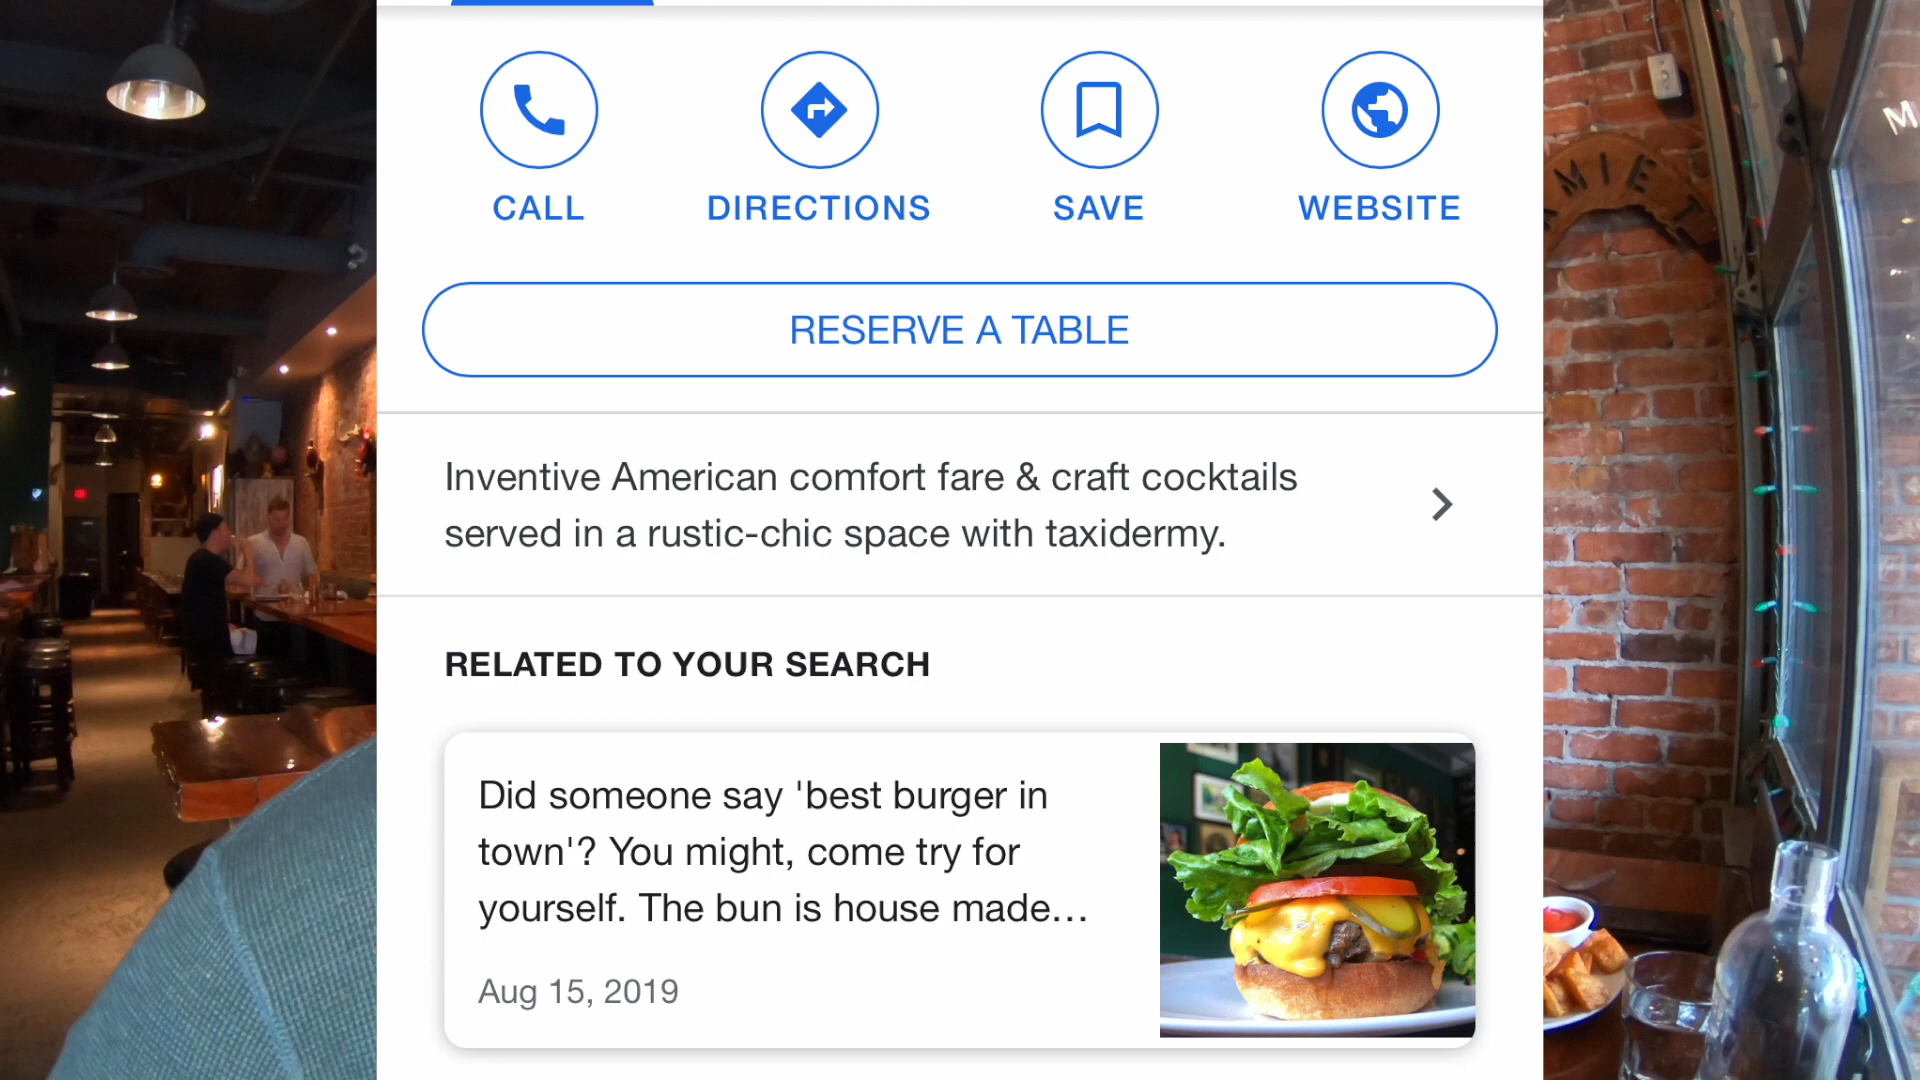 CALL
DIRECTIONS
SAVE
WEBSITE
RESERVE A TABLE
Inventive American comfort fare & craft cocktails
served in a rustic-chic space with taxidermy.
RELATED TO YOUR SEARCH
Did someone say 'best burger in
town'? You might, come try for
yourself. The bun is house made...
Aug 15, 2019